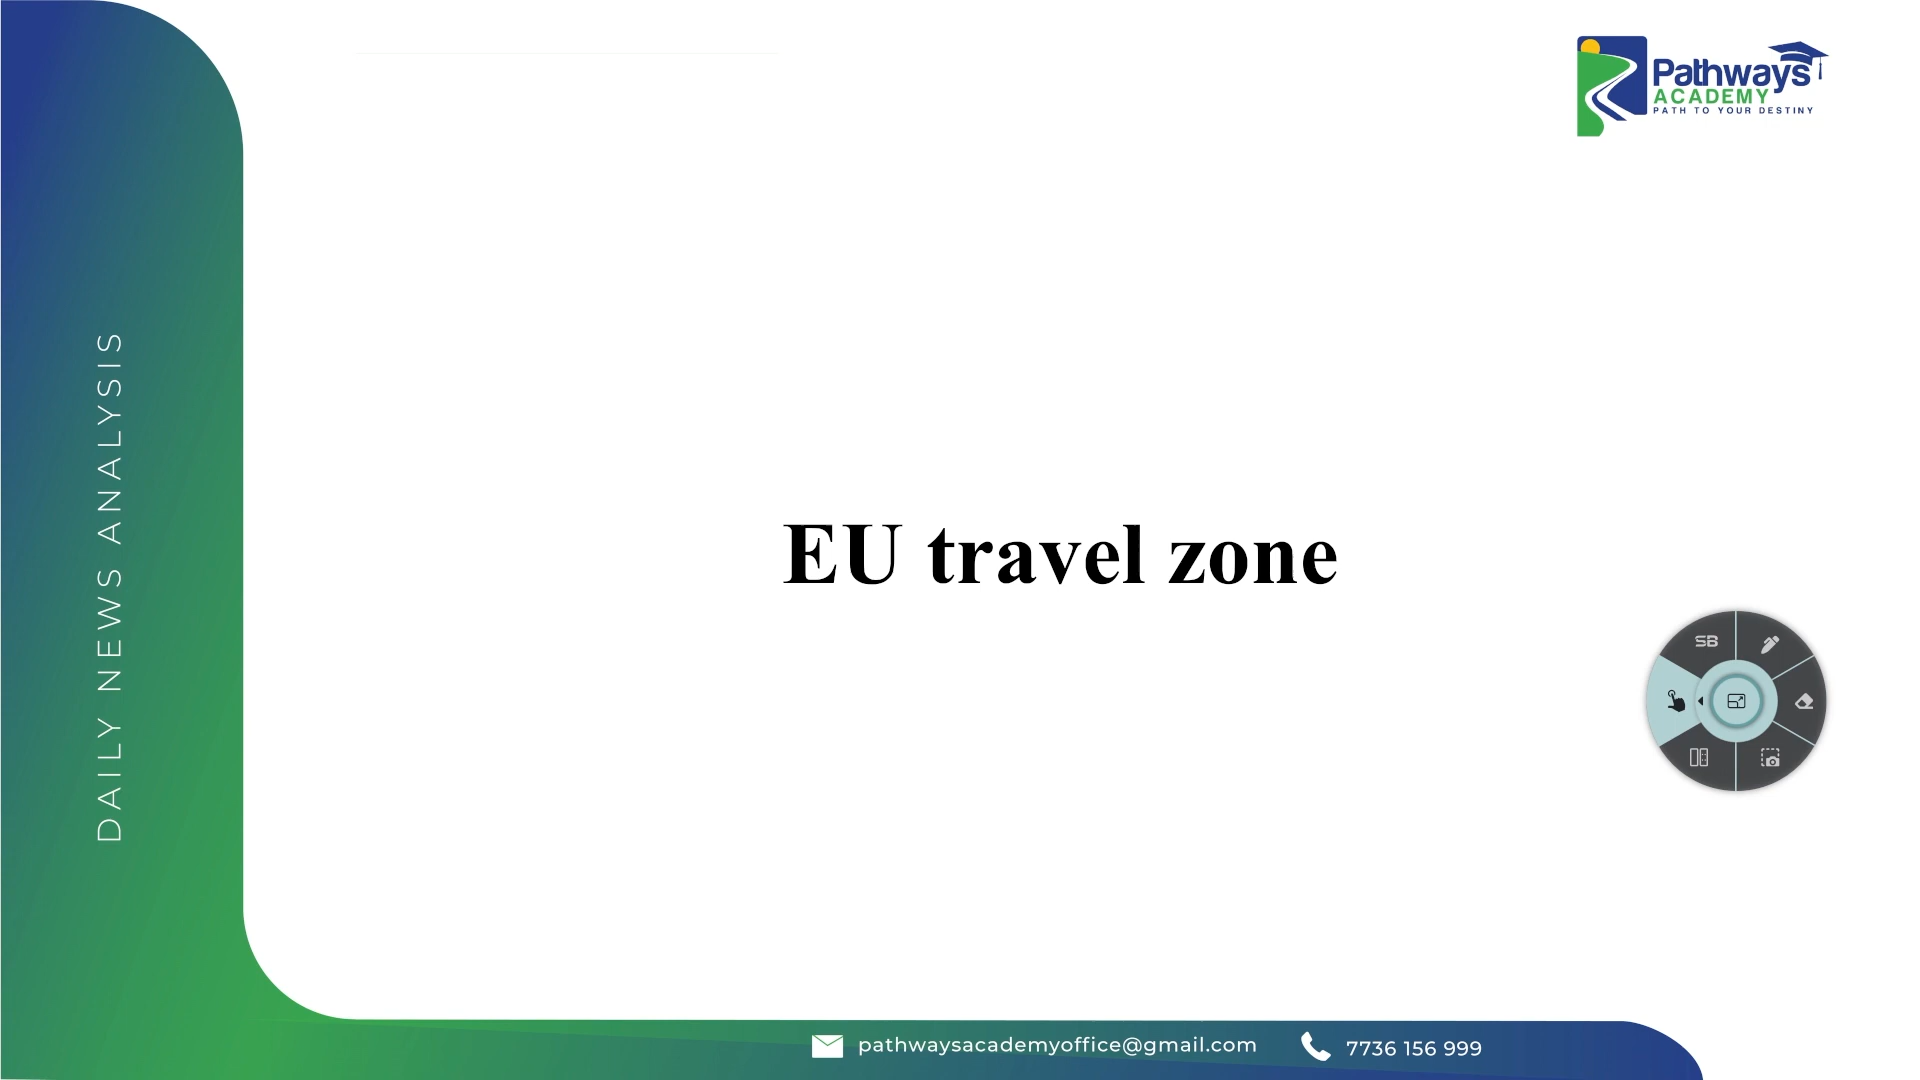 Pathways
ACADEMY
PATH TO YOUR DESTINY
DAILY NEWS ANALYSIS
EU travel zone
SB
pathwaysacademyoffice@gmail.com
7736 156 999